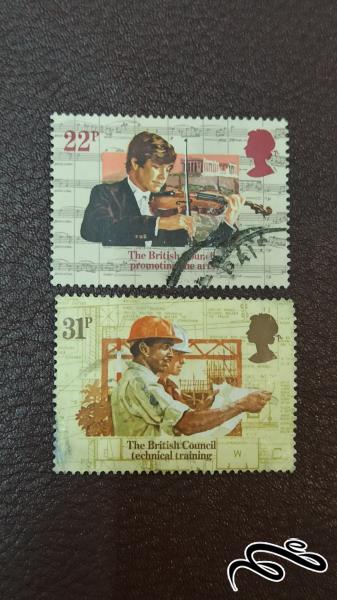 22P
The British Council
promoting the arts
31P
The British Council
technical training